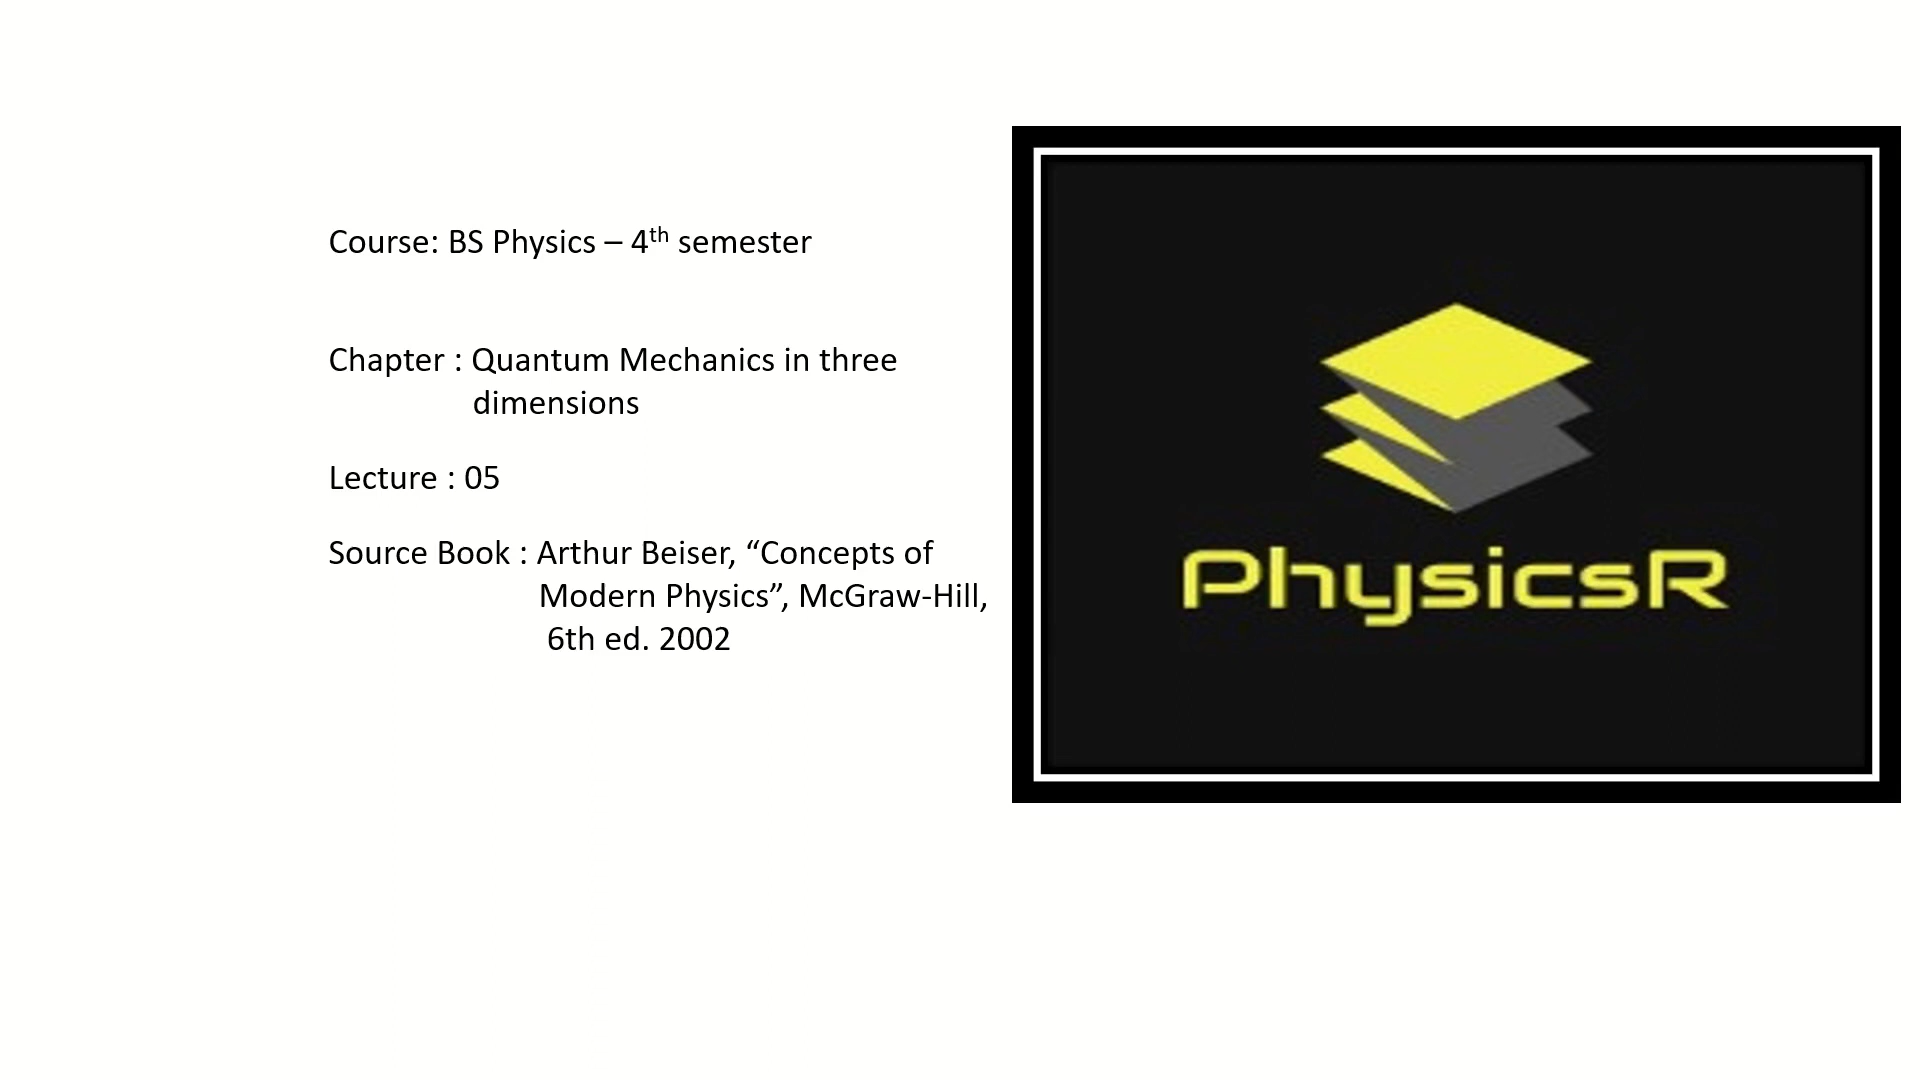 Course: BS Physics – 4th semester
Chapter : Quantum Mechanics in three
dimensions
Lecture : 05
Source Book : Arthur Beiser, “Concepts of
Modern Physics”, McGraw-Hill,
6th ed. 2002
PhysicsR